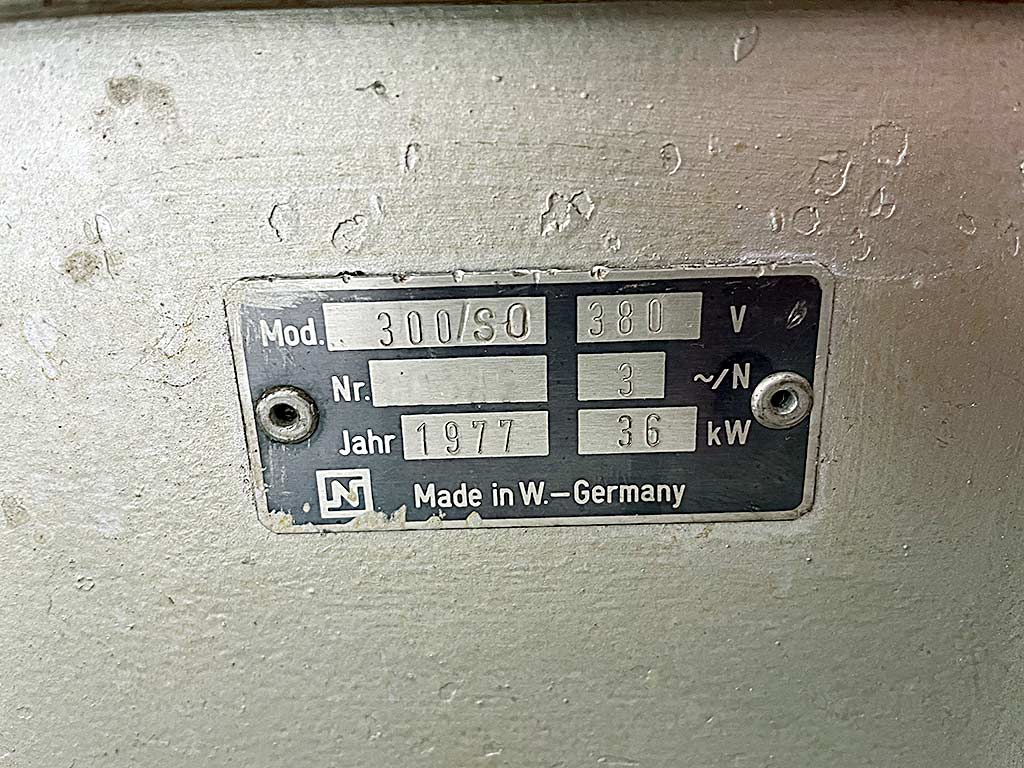 Mod. 300/SO 380 V
Nr. 3 ~/N
Jahr 1977 36 kW
N Made in W.-Germany